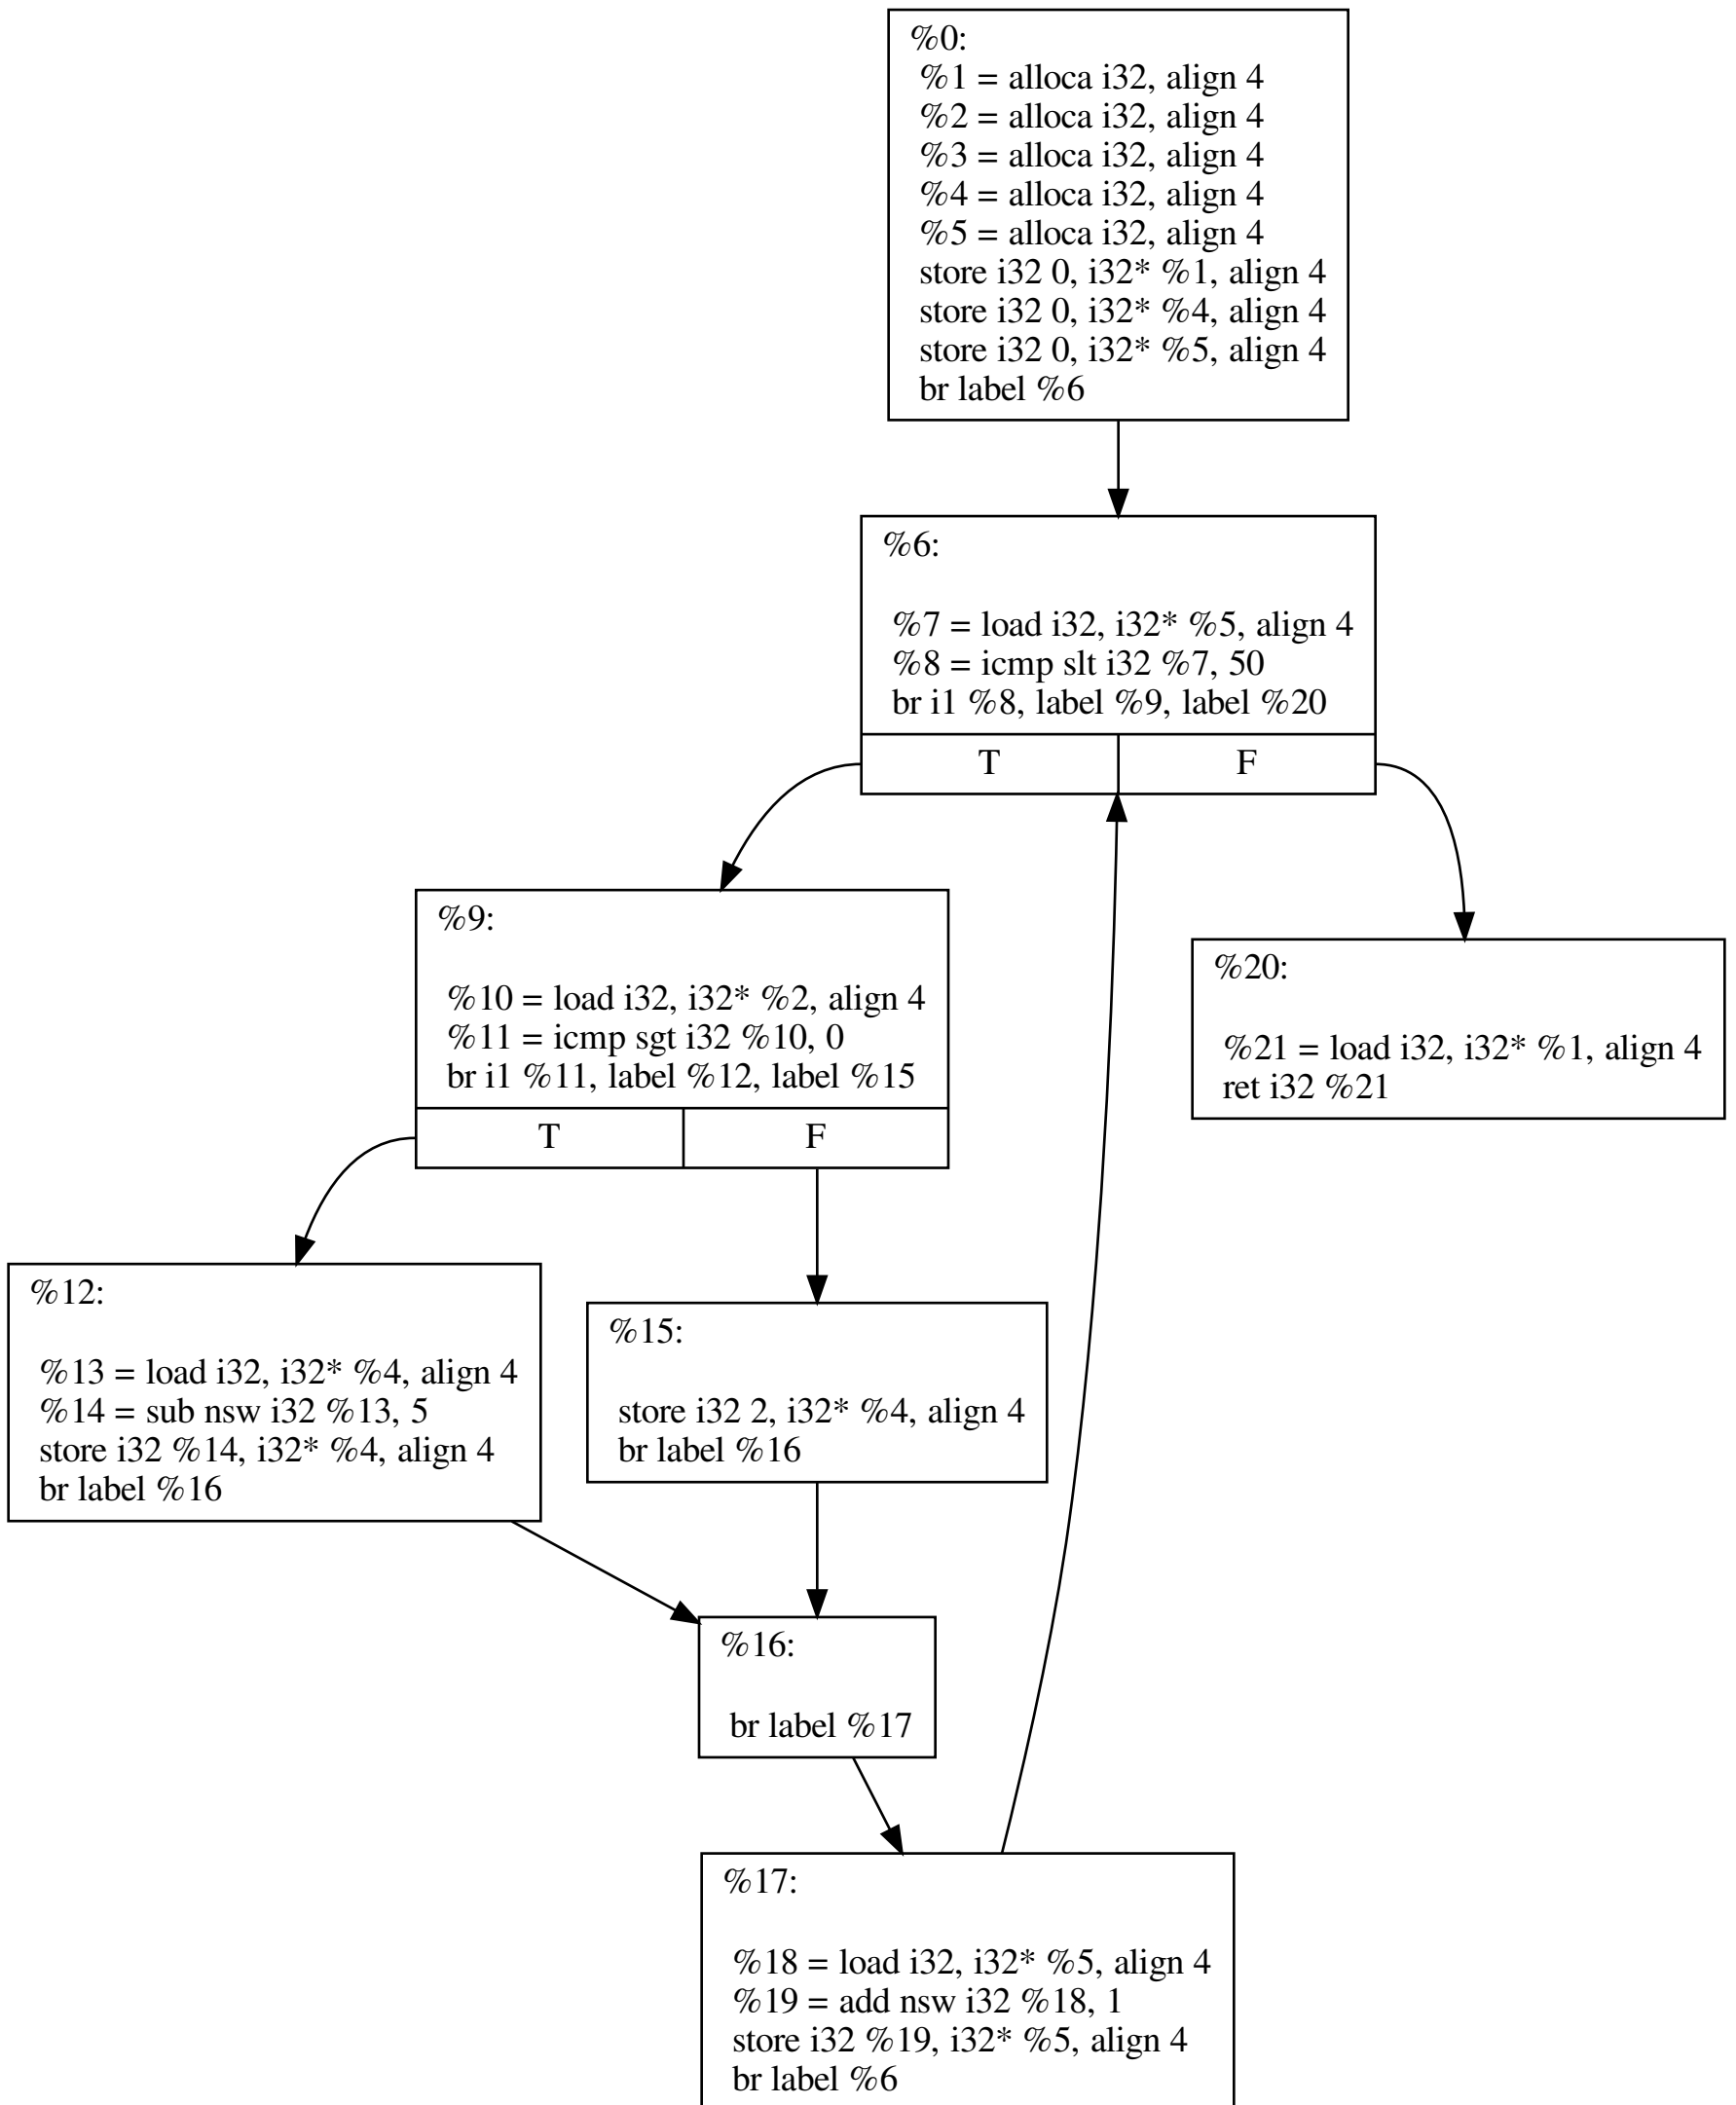 %0:
%1 = alloca i32, align 4
%2 = alloca i32, align 4
%3 = alloca i32, align 4
%4 = alloca i32, align 4
%5 = alloca i32, align 4
store i32 0, i32* %1, align 4
store i32 0, i32* %4, align 4
store i32 0, i32* %5, align 4
br label %6
%6:
%7 = load i32, i32* %5, align 4
%8 = icmp slt i32 %7, 50
br i1 %8, label %9, label %20
T
F
%9:
%10 = load i32, i32* %2, align 4
%11 = icmp sgt i32 %10, 0
br i1 %11, label %12, label %15
T
F
%20:
%21 = load i32, i32* %1, align 4
ret i32 %21
%12:
%13 = load i32, i32* %4, align 4
%14 = sub nsw i32 %13, 5
store i32 %14, i32* %4, align 4
br label %16
%15:
store i32 2, i32* %4, align 4
br label %16
%16:
br label %17
%17:
%18 = load i32, i32* %5, align 4
%19 = add nsw i32 %18, 1
store i32 %19, i32* %5, align 4
br label %6